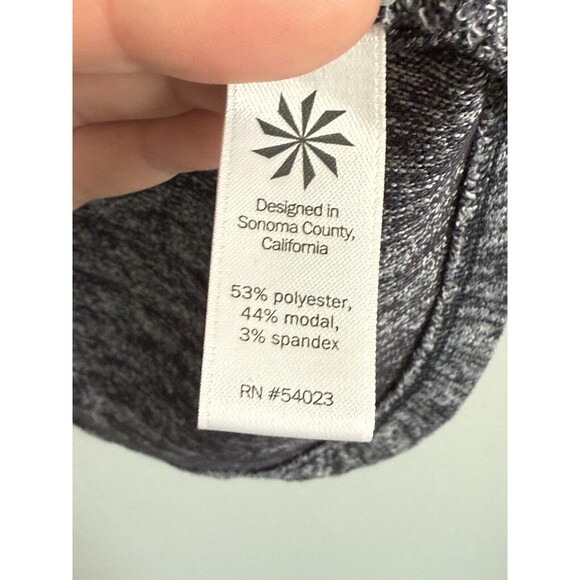 Designed in
Sonoma County,
California
53% polyester,
44% modal,
3% spandex
RN #54023